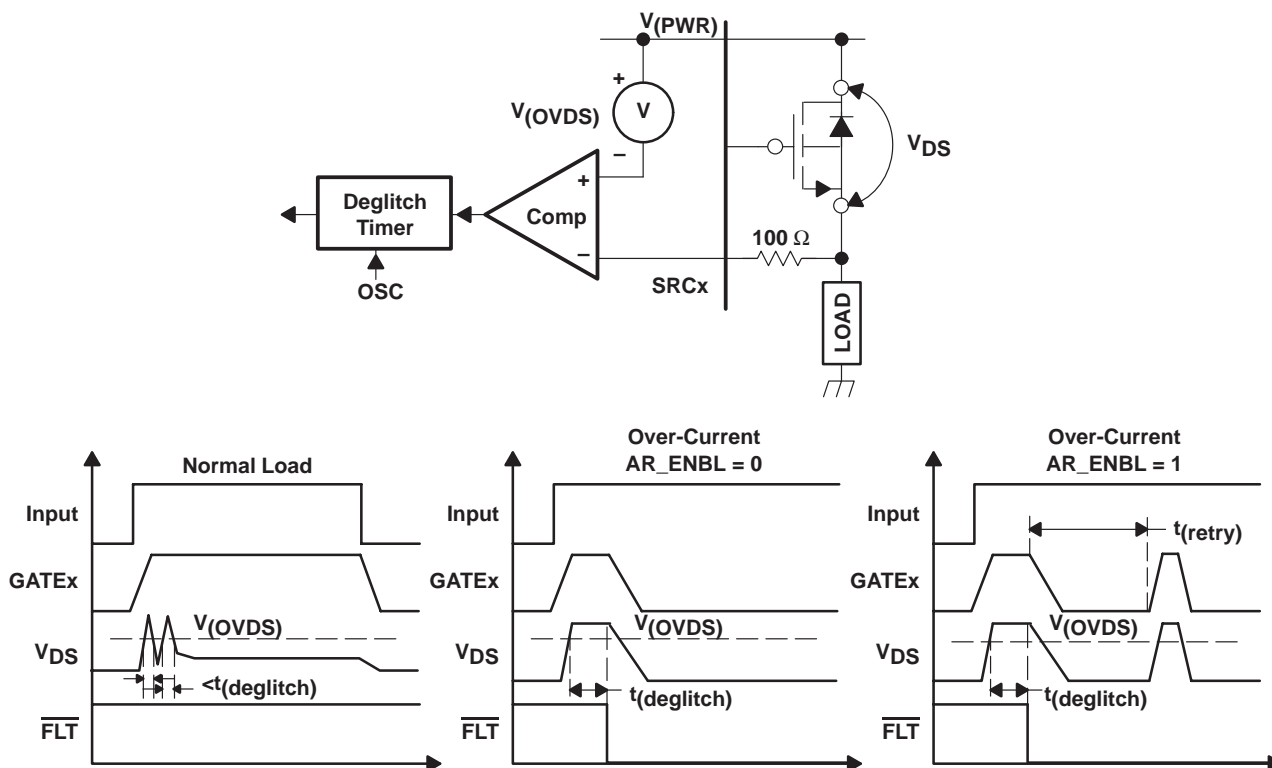 V(PWR)
+
V(OVDS)
V
−
VDS
Deglitch
Timer
+
Comp
−
100 Ω
OSC
SRCx
LOAD
Normal Load
Input
GATEx
V(OVDS)
VDS
<t(deglitch)
FLT
Over-Current
AR_ENBL = 0
Input
GATEx
V(OVDS)
VDS
t(deglitch)
FLT
Over-Current
AR_ENBL = 1
Input
t(retry)
GATEx
V(OVDS)
VDS
t(deglitch)
FLT